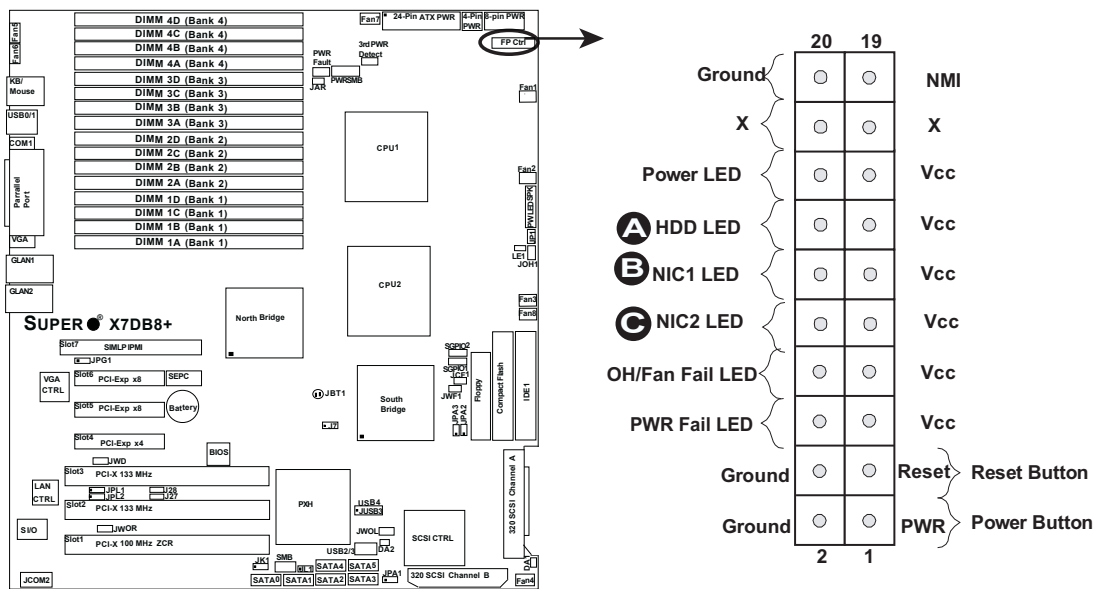 DIMM 4D (Bank 4)
DIMM 4C (Bank 4)
DIMM 4B (Bank 4)
DIMM 4A (Bank 4)
DIMM 3D (Bank 3)
DIMM 3C (Bank 3)
DIMM 3B (Bank 3)
DIMM 3A (Bank 3)
DIMM 2D (Bank 2)
DIMM 2C (Bank 2)
DIMM 2B (Bank 2)
DIMM 2A (Bank 2)
DIMM 1D (Bank 1)
DIMM 1C (Bank 1)
DIMM 1B (Bank 1)
DIMM 1A (Bank 1)
Fan5
Fan6
KB/
Mouse
USB0/1
COM1
Parrallel
Port
VGA
GLAN1
GLAN2
Fan7
24-Pin ATX PWR
4-Pin
PWR
8-pin PWR
FP Ctrl
PWR
Fault
3rd PWR
Detect
PWRSMB
JAR
Fan1
CPU1
Fan2
SPK
PWLED
JP1
LE1
JOH1
CPU2
Fan3
Fan8
SUPER ® X7DB8+
North Bridge
Slot7
SIMLP IPMI
JPG1
VGA
CTRL
Slot6
PCI-Exp x8
SEPC
Slot5
PCI-Exp x8
Battery
Slot4
PCI-Exp x4
JWD
BIOS
JBT1
J7
South
Bridge
SGPIO2
SGPIO1
JCF1
JWF1
JPA3
JPA2
Floppy
Compact Flash
IDE1
Slot3
PCI-X 133 MHz
LAN
CTRL
JPL1
JPL2
J28
J27
Slot2
PCI-X 133 MHz
S I/O
JWOR
Slot1
PCI-X 100 MHz ZCR
PXH
USB4
JUSB3
JWOL
DA2
USB2/3
SCSI CTRL
320 SCSI Channel A
DA1
JK1
SMB
IL1
SATA4
SATA5
SATA0
SATA1
SATA2
SATA3
JPA1
320 SCSI Channel B
Fan4
JCOM2
20 19
Ground NMI
X X
Power LED Vcc
A HDD LED Vcc
B NIC1 LED Vcc
C NIC2 LED Vcc
OH/Fan Fail LED Vcc
PWR Fail LED Vcc
Ground Reset Reset Button
Ground PWR Power Button
2 1